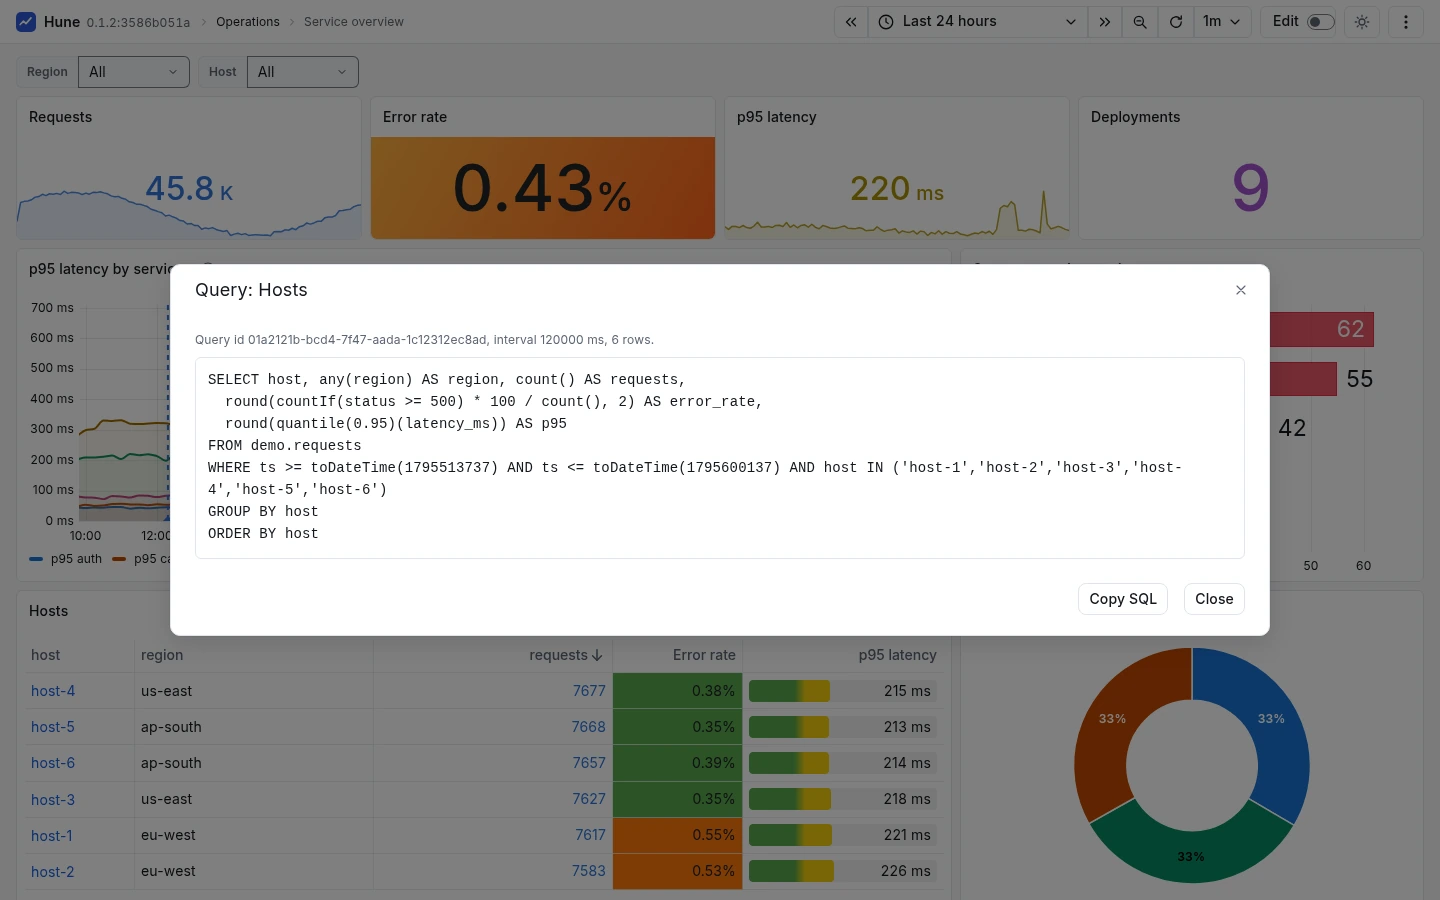 Hune 0.1.2:3586b051a Operations Service overview Last 24 hours 1m Edit
Region All Host All
Requests
45.8 K
Error rate
0.43%
p95 latency
220 ms
Deployments
9
p95 latency by servic
700 ms
600 ms
500 ms
400 ms
300 ms
200 ms
100 ms
0 ms
10:00 12:00
p95 auth p95 ca
62
55
42
50 60
Query: Hosts
Query id 01a2121b-bcd4-7f47-aada-1c12312ec8ad, interval 120000 ms, 6 rows.
SELECT host, any(region) AS region, count() AS requests,
round(countIf(status >= 500) * 100 / count(), 2) AS error_rate,
round(quantile(0.95)(latency_ms)) AS p95
FROM demo.requests
WHERE ts >= toDateTime(1795513737) AND ts <= toDateTime(1795600137) AND host IN ('host-1','host-2','host-3','host-
4','host-5','host-6')
GROUP BY host
ORDER BY host
Copy SQL Close
Hosts
host region requests Error rate p95 latency
host-4 us-east 7677 0.38% 215 ms
host-5 ap-south 7668 0.35% 213 ms
host-6 ap-south 7657 0.39% 214 ms
host-3 us-east 7627 0.35% 218 ms
host-1 eu-west 7617 0.55% 221 ms
host-2 eu-west 7583 0.53% 226 ms
33%
33%
33%